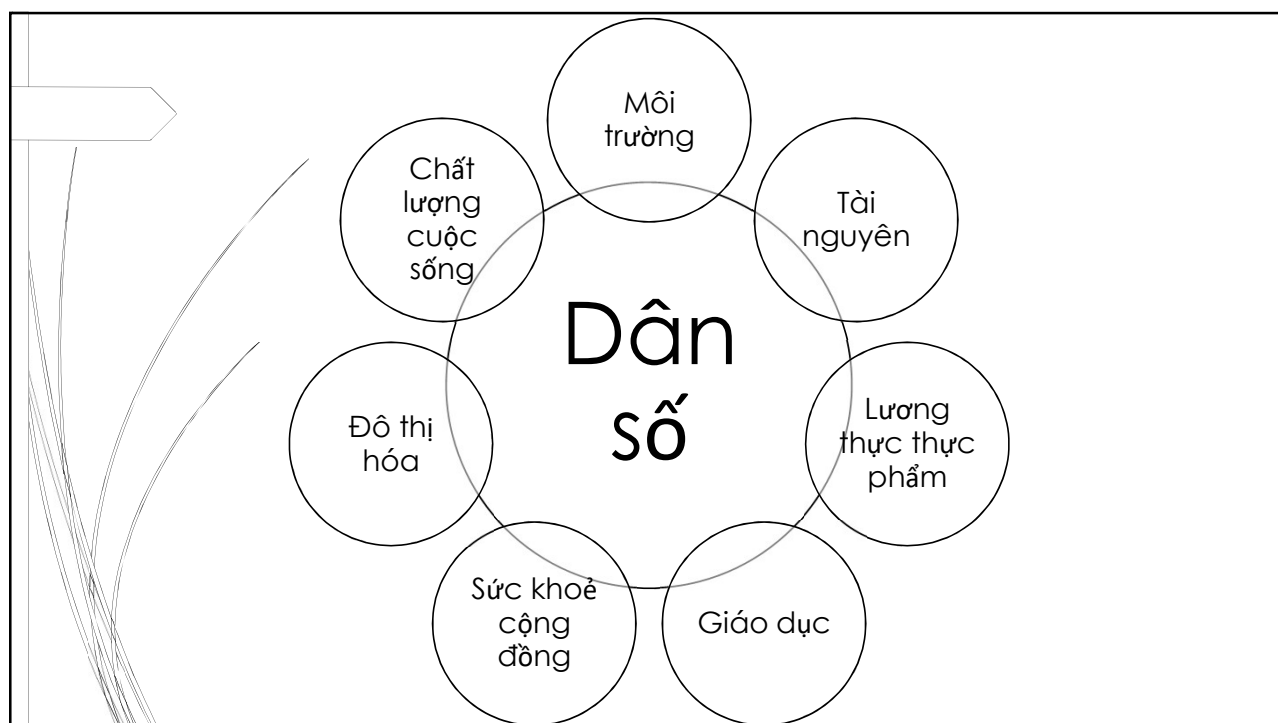 Môi
trường
Tài
nguyên
Lương
thực thực
phẩm
Giáo dục
Sức khoẻ
cộng
đồng
Đô thị
hóa
Chất
lượng
cuộc
sống
Dân
số